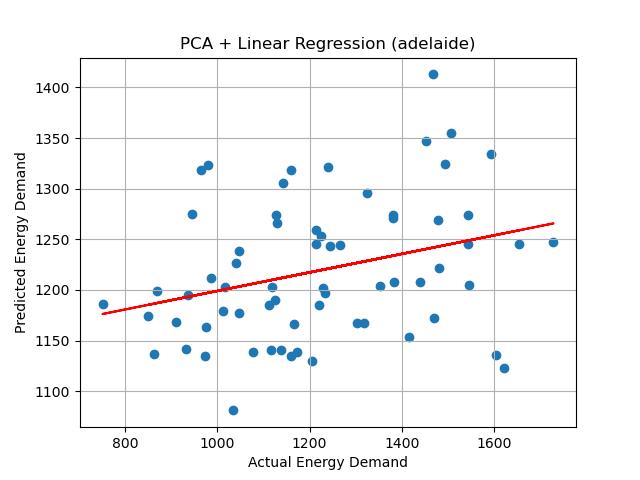 PCA + Linear Regression (adelaide)
Predicted Energy Demand
1400
1350
1300
1250
1200
1150
1100
800 1000 1200 1400 1600
Actual Energy Demand